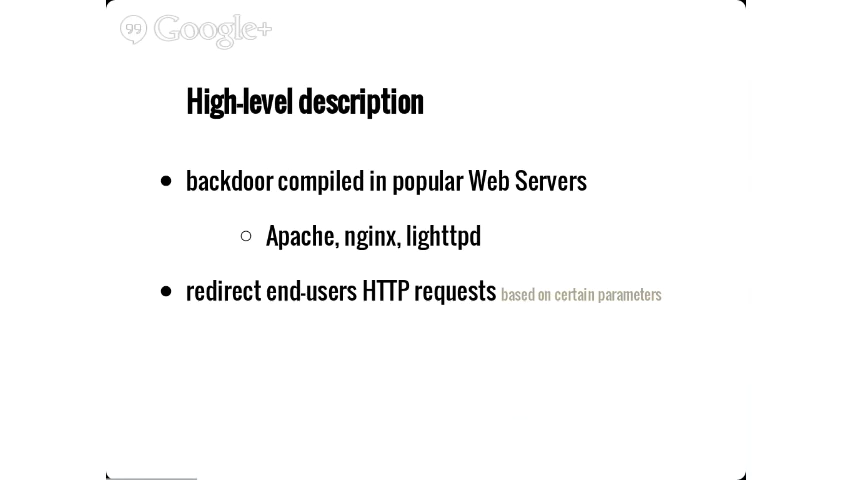 Google+
High-level description
backdoor compiled in popular Web Servers
Apache, nginx, lighttpd
redirect end-users HTTP requests based on certain parameters